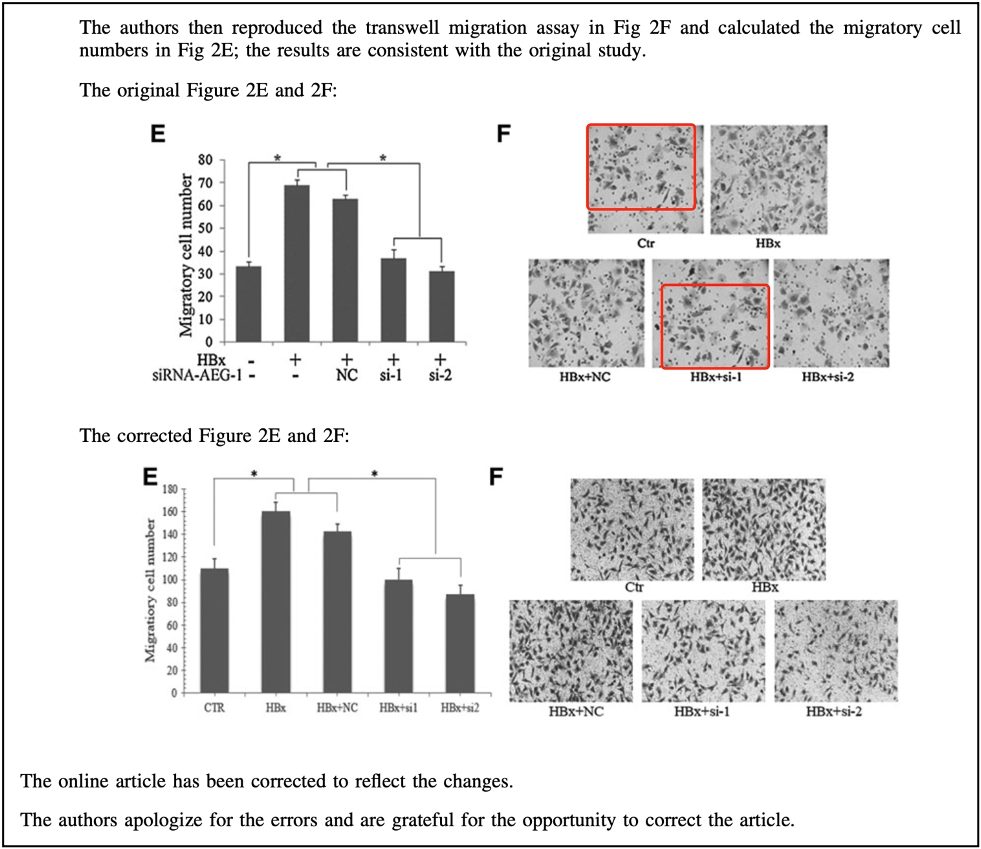 The authors then reproduced the transwell migration assay in Fig 2F and calculated the migratory cell
numbers in Fig 2E; the results are consistent with the original study.
The original Figure 2E and 2F:
E
F
* *
80
70
60
50
40
30
20
10
0
Migratory cell number
HBx - + + + +
siRNA-AEG-1 - - NC si-1 si-2
Ctr HBx
HBx+NC HBx+si-1 HBx+si-2
The corrected Figure 2E and 2F:
E
F
* *
180
160
140
120
100
80
60
40
20
0
Migratiory cell number
CTR HBx HBx+NC HBx+si1 HBx+si2
Ctr HBx
HBx+NC HBx+si-1 HBx+si-2
The online article has been corrected to reflect the changes.
The authors apologize for the errors and are grateful for the opportunity to correct the article.